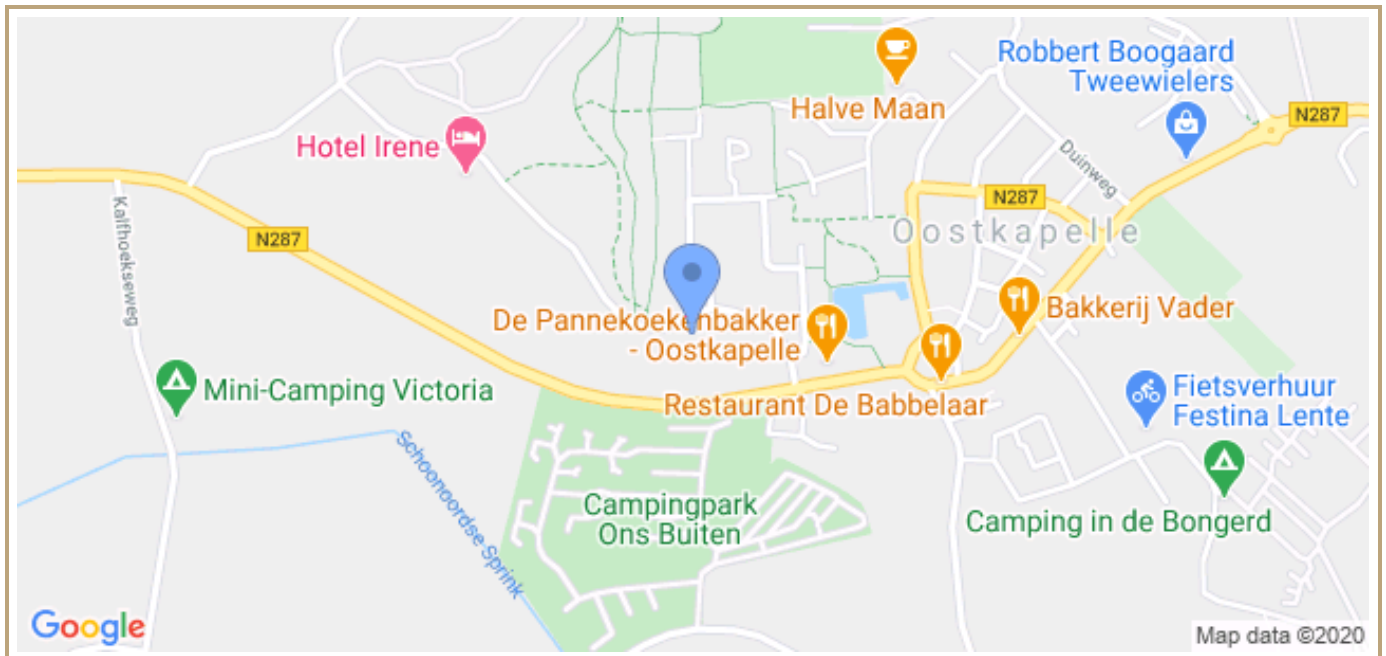 Robbert Boogaard
Tweewielers
Halve Maan
N287
Hotel Irene
Duinweg
N287
Kalfhoekseweg
N287
Oostkapelle
De Pannekoekenbakker
- Oostkapelle
Bakkerij Vader
Mini-Camping Victoria
Restaurant De Babbelaar
Fietsverhuur
Festina Lente
Schoonoordse-Sprink
Campingpark
Ons Buiten
Camping in de Bongerd
Google
Map data ©2020